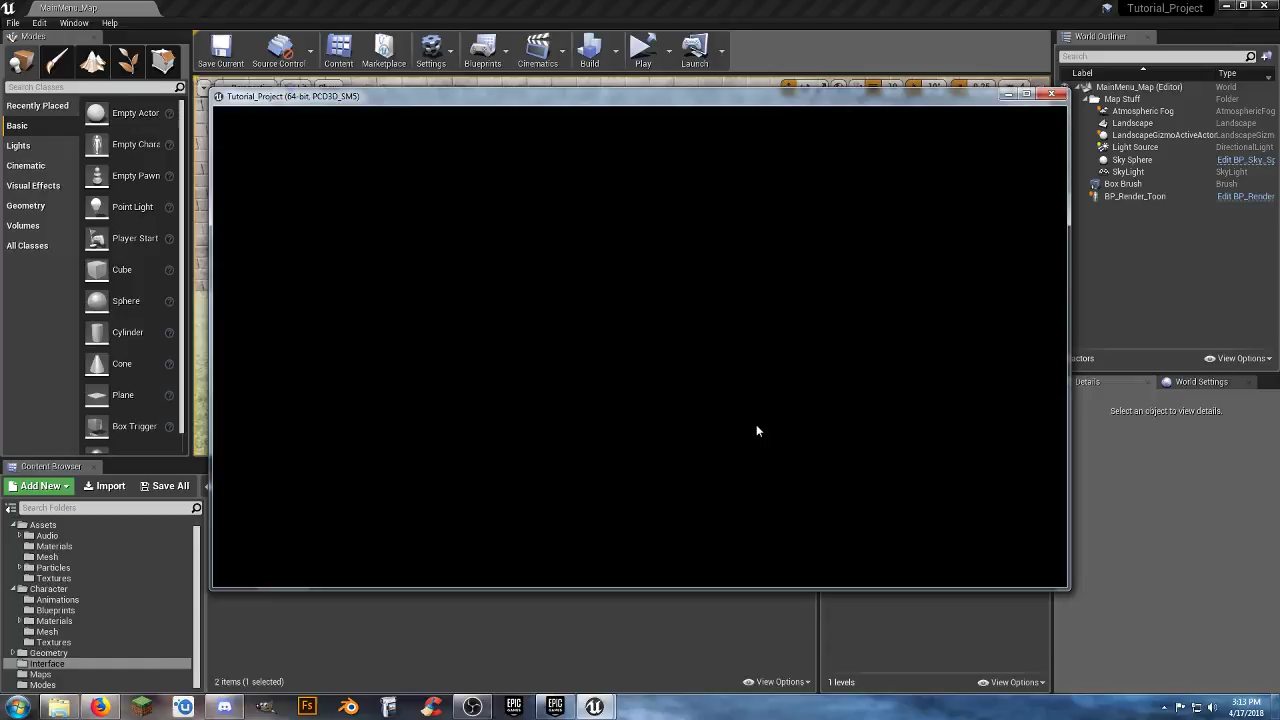 MainMenu_Map
Tutorial_Project
File Edit Window Help
Modes
Search Classes
Recently Placed
Basic
Lights
Cinematic
Visual Effects
Geometry
Volumes
All Classes
Empty Actor
Empty Chara
Empty Pawn
Point Light
Player Start
Cube
Sphere
Cylinder
Cone
Plane
Box Trigger
Save Current
Source Control
Content
Marketplace
Settings
Blueprints
Cinematics
Build
Play
Launch
Tutorial_Project (64-bit, PCD3D_SM5)
World Outliner
Search
Label Type
MainMenu_Map (Editor) World
Map Stuff Folder
Atmospheric Fog AtmosphericFog
Landscape Landscape
LandscapeGizmoActiveActor LandscapeGizm
Light Source DirectionalLight
Sky Sphere Edit BP_Sky_Sp
SkyLight SkyLight
Box Brush Brush
BP_Render_Toon Edit BP_Render
actors View Options
Details World Settings
Select an object to view details.
Content Browser
Add New Import Save All
Search Folders
Assets
Audio
Materials
Mesh
Particles
Textures
Character
Animations
Blueprints
Materials
Mesh
Textures
Geometry
Interface
Maps
Modes
2 items (1 selected) View Options
1 levels View Options
Fs
EPIC GAMES
EPIC GAMES
3:13 PM
4/17/2018